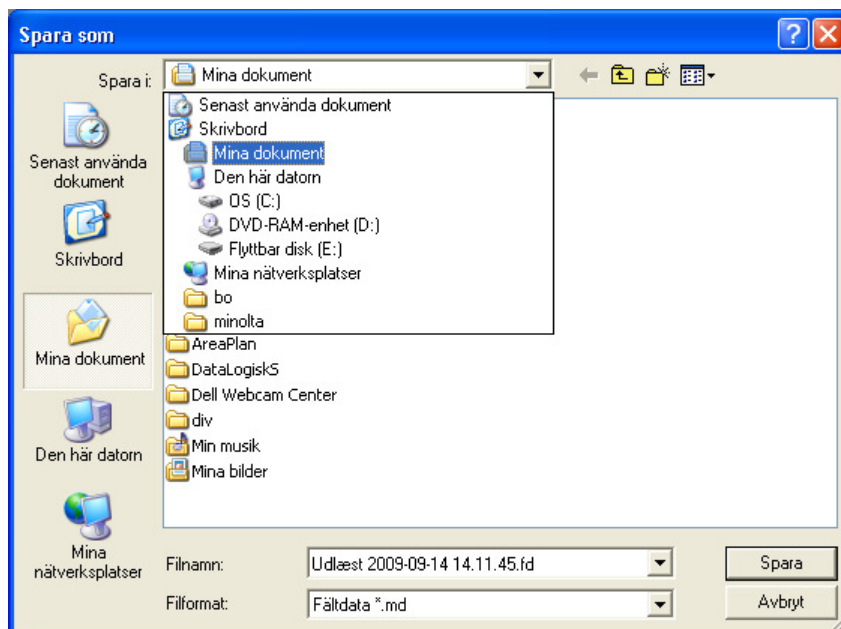 Spara som
Spara i:
Mina dokument
Senast använda dokument
Skrivbord
Mina dokument
Den här datorn
OS (C:)
DVD-RAM-enhet (D:)
Flyttbar disk (E:)
Mina nätverksplatser
bo
minolta
AreaPlan
DataLogiskS
Dell Webcam Center
div
Min musik
Mina bilder
Senast använda
dokument
Skrivbord
Mina dokument
Den här datorn
Mina
nätverksplatser
Filnamn:
Udlæst 2009-09-14 14.11.45.fd
Spara
Filformat:
Fältdata *.md
Avbryt